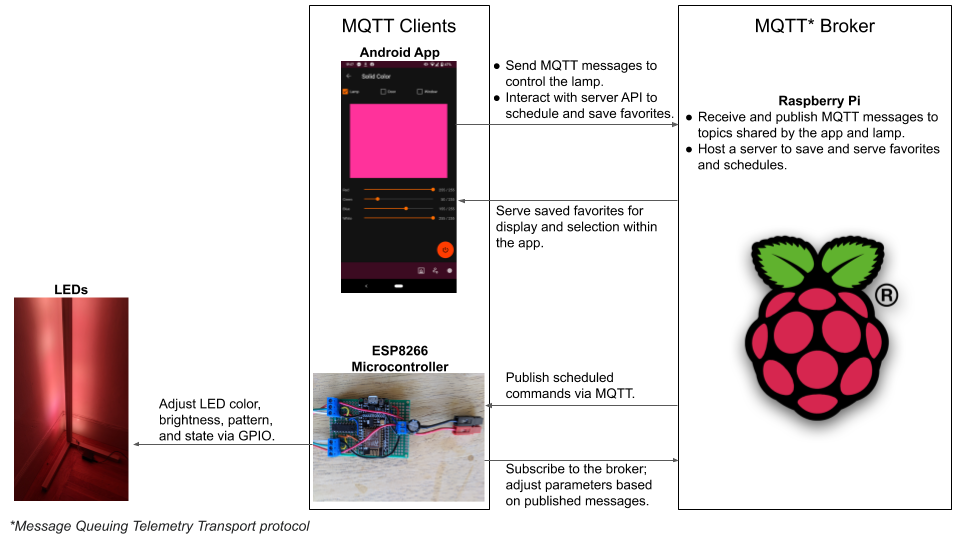 MQTT Clients
MQTT* Broker
Android App
Solid Color
Lamp
Door
Window
Red
Green
Blue
White
● Send MQTT messages to
control the lamp.
● Interact with server API to
schedule and save favorites.
Raspberry Pi
● Receive and publish MQTT messages to
topics shared by the app and lamp.
● Host a server to save and serve favorites
and schedules.
Serve saved favorites for
display and selection within
the app.
®
LEDs
ESP8266
Microcontroller
Adjust LED color,
brightness, pattern,
and state via GPIO.
Publish scheduled
commands via MQTT.
Subscribe to the broker;
adjust parameters based
on published messages.
*Message Queuing Telemetry Transport protocol